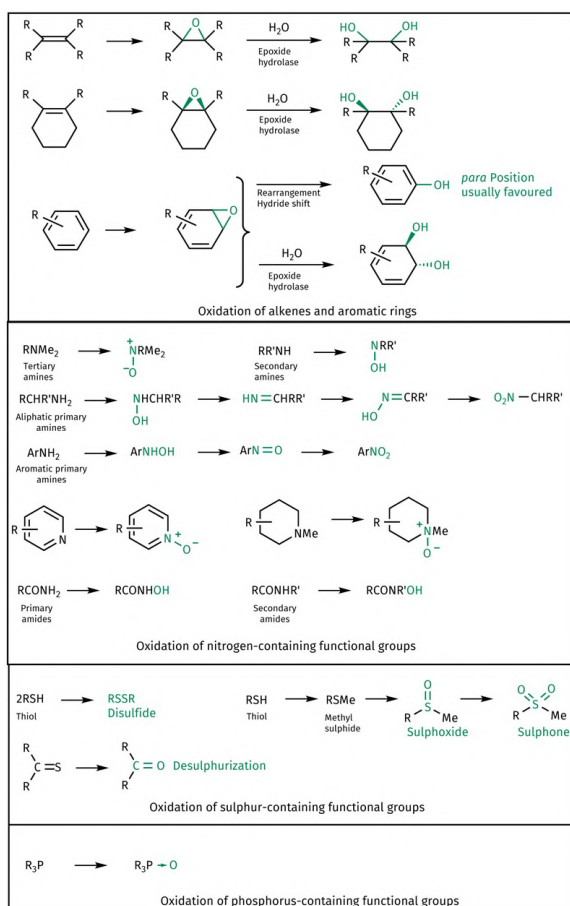 R R R R
R O R R R
H₂O
Epoxide
hydrolase
HO OH
R R R R
R R
R O R
H₂O
Epoxide
hydrolase
HO OH
R R
R
R O
Rearrangement
Hydride shift
R OH
para Position
usually favoured
H₂O
Epoxide
hydrolase
R OH
OH
Oxidation of alkenes and aromatic rings
RNMe₂
Tertiary
amines
+
NRMe₂
−O
RR'NH
Secondary
amines
NRR'
OH
RCHR'NH₂
Aliphatic primary
amines
NHCHR'R
OH
HN=CHRR'
N=CRR'
HO
O₂N—CHRR'
ArNH₂
Aromatic primary
amines
ArNHOH
ArN=O
ArNO₂
R N
R N⁺ O⁻
R NMe
R N⁺ Me
O⁻
RCONH₂
Primary
amides
RCONHOH
RCONHR'
Secondary
amides
RCONR'OH
Oxidation of nitrogen-containing functional groups
2RSH
Thiol
RSSR
Disulfide
RSH
Thiol
RSMe
Methyl
sulphide
O
R S Me
Sulphoxide
O O
R S Me
Sulphone
R
C=S
R
R
C=O
R
Desulphurization
Oxidation of sulphur-containing functional groups
R₃P
R₃P→O
Oxidation of phosphorus-containing functional groups